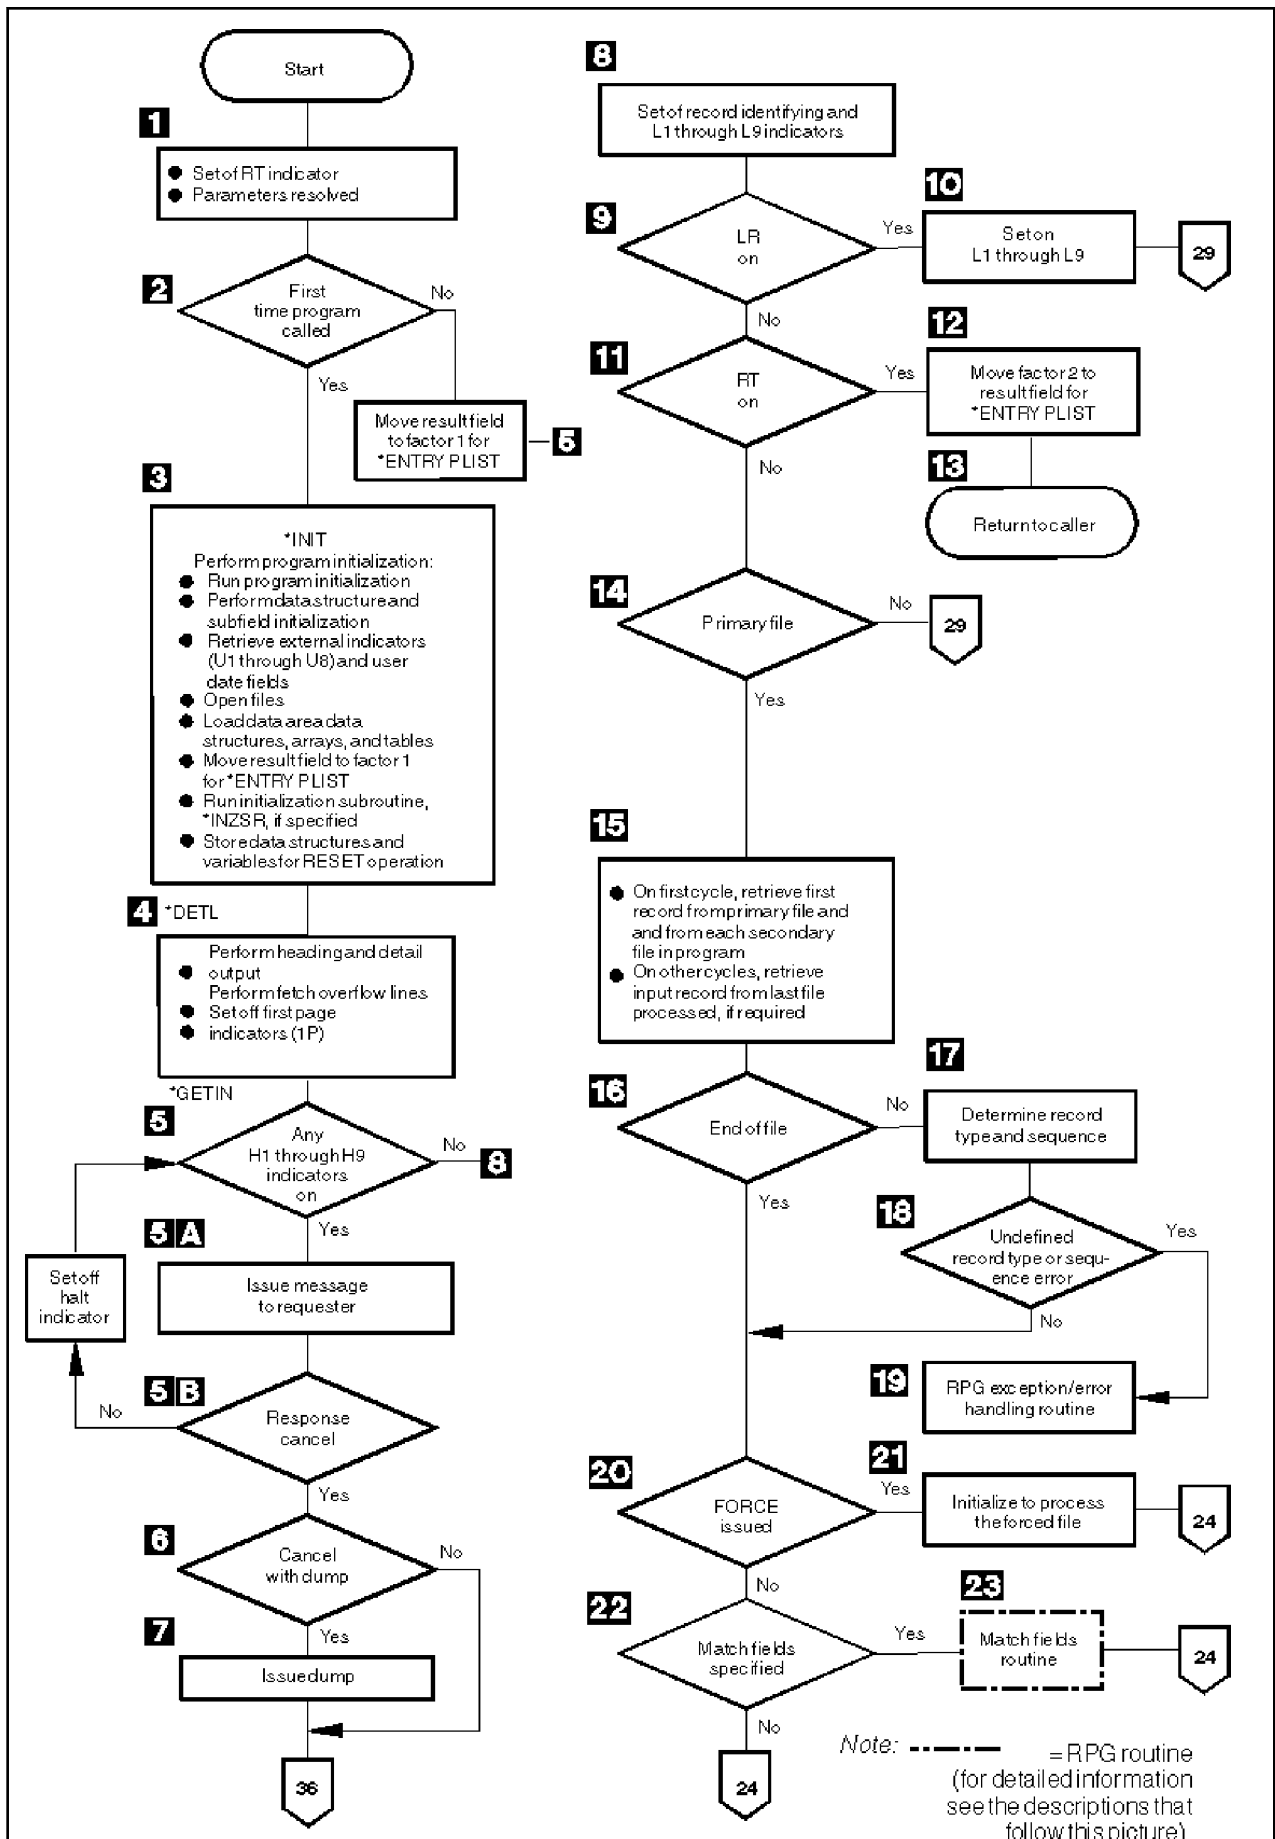 Start
1
● Setof RT indicator
● Parameters resolved
2
First
time program
called
No
Yes
Move result field
to factor 1 for
*ENTRY PLIST
5
3
*INIT
Perform program initialization:
● Run program initialization
● Perform data structure and
subfield initialization
● Retrieve external indicators
(U1 through U8) and user
date fields
● Open files
● Load data area data
structures, arrays, and tables
● Move result field to factor 1
for *ENTRY PLIST
● Run initialization subroutine,
*INZSR, if specified
● Store data structures and
variables for RESET operation
4 *DETL
Perform heading and detail
● output
Perform fetch overflow lines
● Set off first page
● indicators (1P)
*GETIN
5
Any
H1 through H9
indicators
on
No
8
Yes
5 A
Issue message
to requester
Set off
halt
indicator
5 B
No
Response
cancel
Yes
6
Cancel
with dump
No
Yes
7
Issue dump
36
8
Set of record identifying and
L1 through L9 indicators
9
LR
on
Yes
10
Set on
L1 through L9
29
No
11
RT
on
Yes
12
Move factor 2 to
result field for
*ENTRY PLIST
13
Return to caller
No
14
Primary file
No
29
Yes
15
● On first cycle, retrieve first
record from primary file and
and from each secondary
file in program
● On other cycles, retrieve
input record from last file
processed, if required
16
End of file
No
17
Determine record
type and sequence
Yes
18
Undefined
record type or sequ-
ence error
Yes
No
19
RPG exception/error
handling routine
20
FORCE
issued
Yes
21
Initialize to process
the forced file
24
No
22
Match fields
specified
Yes
23
Match fields
routine
24
No
24
Note:
= RPG routine
(for detailed information
see the descriptions that
follow this picture)